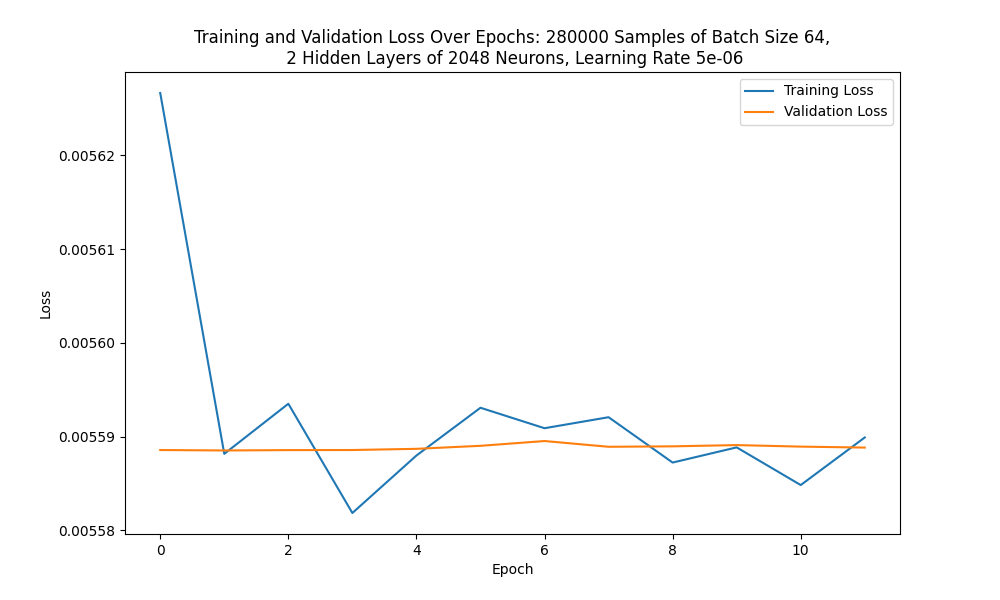 Training and Validation Loss Over Epochs: 280000 Samples of Batch Size 64,
2 Hidden Layers of 2048 Neurons, Learning Rate 5e-06
Training Loss
Validation Loss
0.00562
0.00561
0.00560
0.00559
0.00558
Loss
0 2 4 6 8 10
Epoch